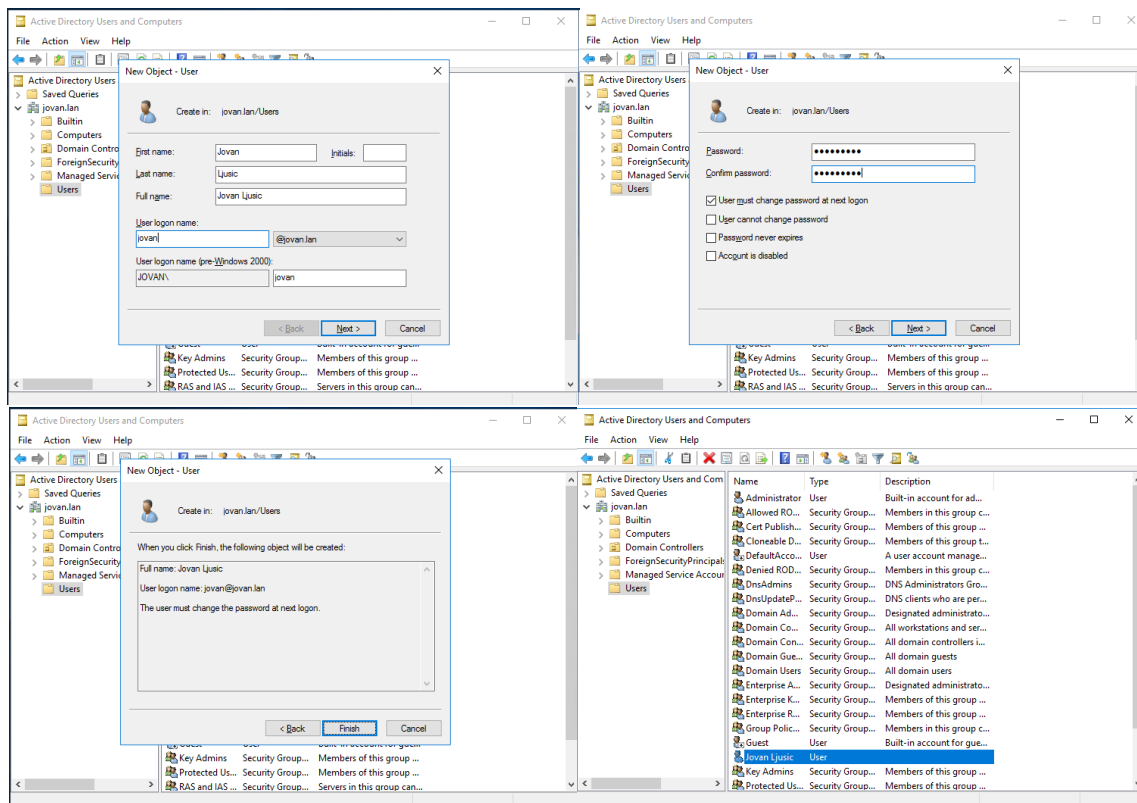 Active Directory Users and Computers
File Action View Help
Active Directory Users
Saved Queries
jovan.lan
Builtin
Computers
Domain Contro
ForeignSecurity
Managed Servic
Users
New Object - User
Create in: jovan.lan/Users
First name: Jovan Initials:
Last name: Ljusic
Full name: Jovan Ljusic
User logon name:
jovan @jovan.lan
User logon name (pre-Windows 2000):
JOVAN\ jovan
< Back Next > Cancel
Key Admins Security Group... Members of this group ...
Protected Us... Security Group... Members of this group ...
RAS and IAS ... Security Group... Servers in this group can...
Active Directory Users and Computers
File Action View Help
Active Directory Users
Saved Queries
jovan.lan
Builtin
Computers
Domain Contro
ForeignSecurity
Managed Servic
Users
New Object - User
Create in: jovan.lan/Users
Password: •••••••••
Confirm password: •••••••••
User must change password at next logon
User cannot change password
Password never expires
Account is disabled
< Back Next > Cancel
Key Admins Security Group... Members of this group ...
Protected Us... Security Group... Members of this group ...
RAS and IAS ... Security Group... Servers in this group can...
Active Directory Users and Computers
File Action View Help
Active Directory Users
Saved Queries
jovan.lan
Builtin
Computers
Domain Contro
ForeignSecurity
Managed Servic
Users
New Object - User
Create in: jovan.lan/Users
When you click Finish, the following object will be created:
Full name: Jovan Ljusic
User logon name: jovan@jovan.lan
The user must change the password at next logon.
< Back Finish Cancel
Key Admins Security Group... Members of this group ...
Protected Us... Security Group... Members of this group ...
RAS and IAS ... Security Group... Servers in this group can...
Active Directory Users and Computers
File Action View Help
Active Directory Users and Com
Saved Queries
jovan.lan
Builtin
Computers
Domain Controllers
ForeignSecurityPrincipals
Managed Service Accour
Users
Name Type Description
Administrator User Built-in account for ad...
Allowed RO... Security Group... Members in this group c...
Cert Publish... Security Group... Members of this group ...
Cloneable D... Security Group... Members of this group t...
DefaultAcco... User A user account manage...
Denied ROD... Security Group... Members in this group c...
DnsAdmins Security Group... DNS Administrators Gro...
DnsUpdateP... Security Group... DNS clients who are per...
Domain Ad... Security Group... Designated administrato...
Domain Co... Security Group... All workstations and ser...
Domain Con... Security Group... All domain controllers i...
Domain Gue... Security Group... All domain guests
Domain Users Security Group... All domain users
Enterprise A... Security Group... Designated administrato...
Enterprise K... Security Group... Members of this group ...
Enterprise R... Security Group... Members of this group ...
Group Polic... Security Group... Members in this group c...
Guest User Built-in account for gue...
Jovan Ljusic User
Key Admins Security Group... Members of this group ...
Protected Us... Security Group... Members of this group ...